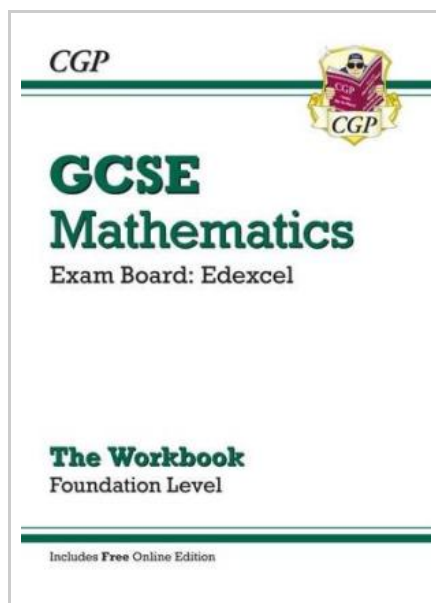 CGP
CGP
CGP
GCSE
Mathematics
Exam Board: Edexcel
The Workbook
Foundation Level
Includes Free Online Edition